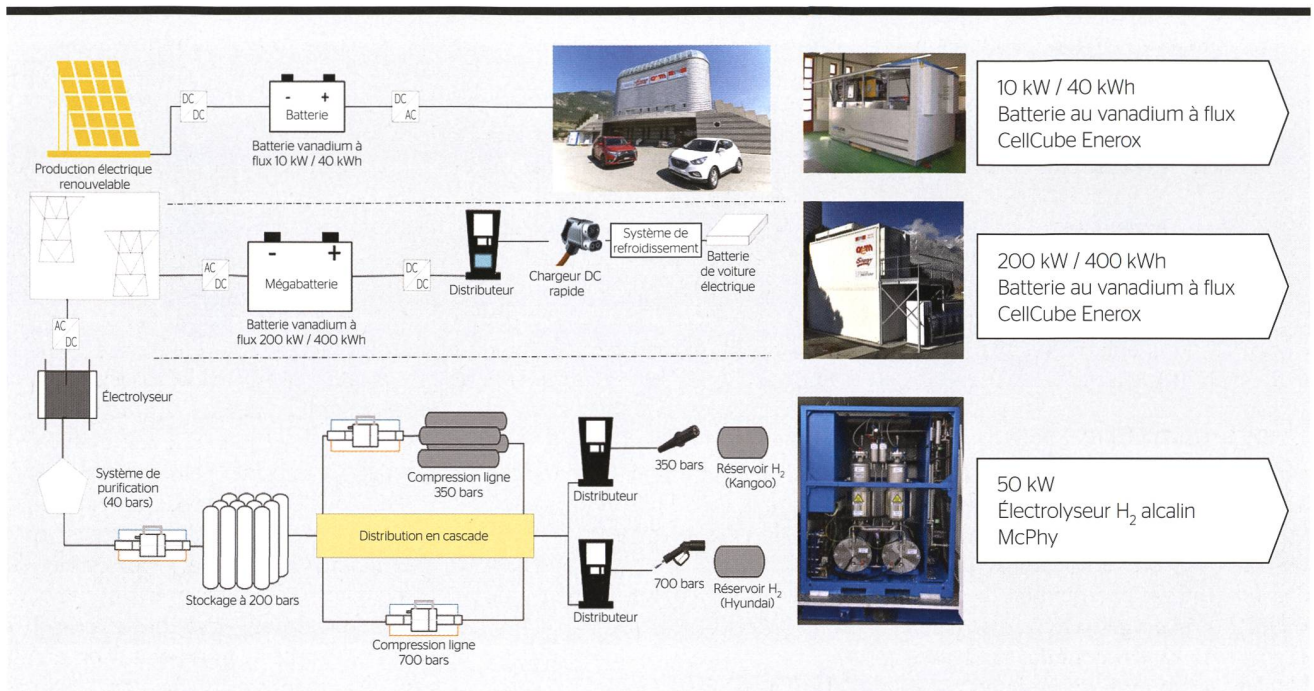 DC
DC
-
+
Batterie
Batterie vanadium à
flux 10 kW / 40 kWh
DC
AC
Production électrique
renouvelable
10 kW / 40 kWh
Batterie au vanadium à flux
CellCube Enerox
AC
DC
-
+
Mégabatterie
Batterie vanadium à
flux 200 kW / 400 kWh
DC
DC
Distributeur
Chargeur DC
rapide
Système de
refroidissement
Batterie
de voiture
électrique
200 kW / 400 kWh
Batterie au vanadium à flux
CellCube Enerox
AC
DC
Électrolyseur
Système de
purification
(40 bars)
Stockage à 200 bars
Compression ligne
350 bars
Distribution en cascade
Compression ligne
700 bars
Distributeur
350 bars
Réservoir H₂
(Kangoo)
Distributeur
700 bars
Réservoir H₂
(Hyundai)
50 kW
Électrolyseur H₂ alcalin
McPhy